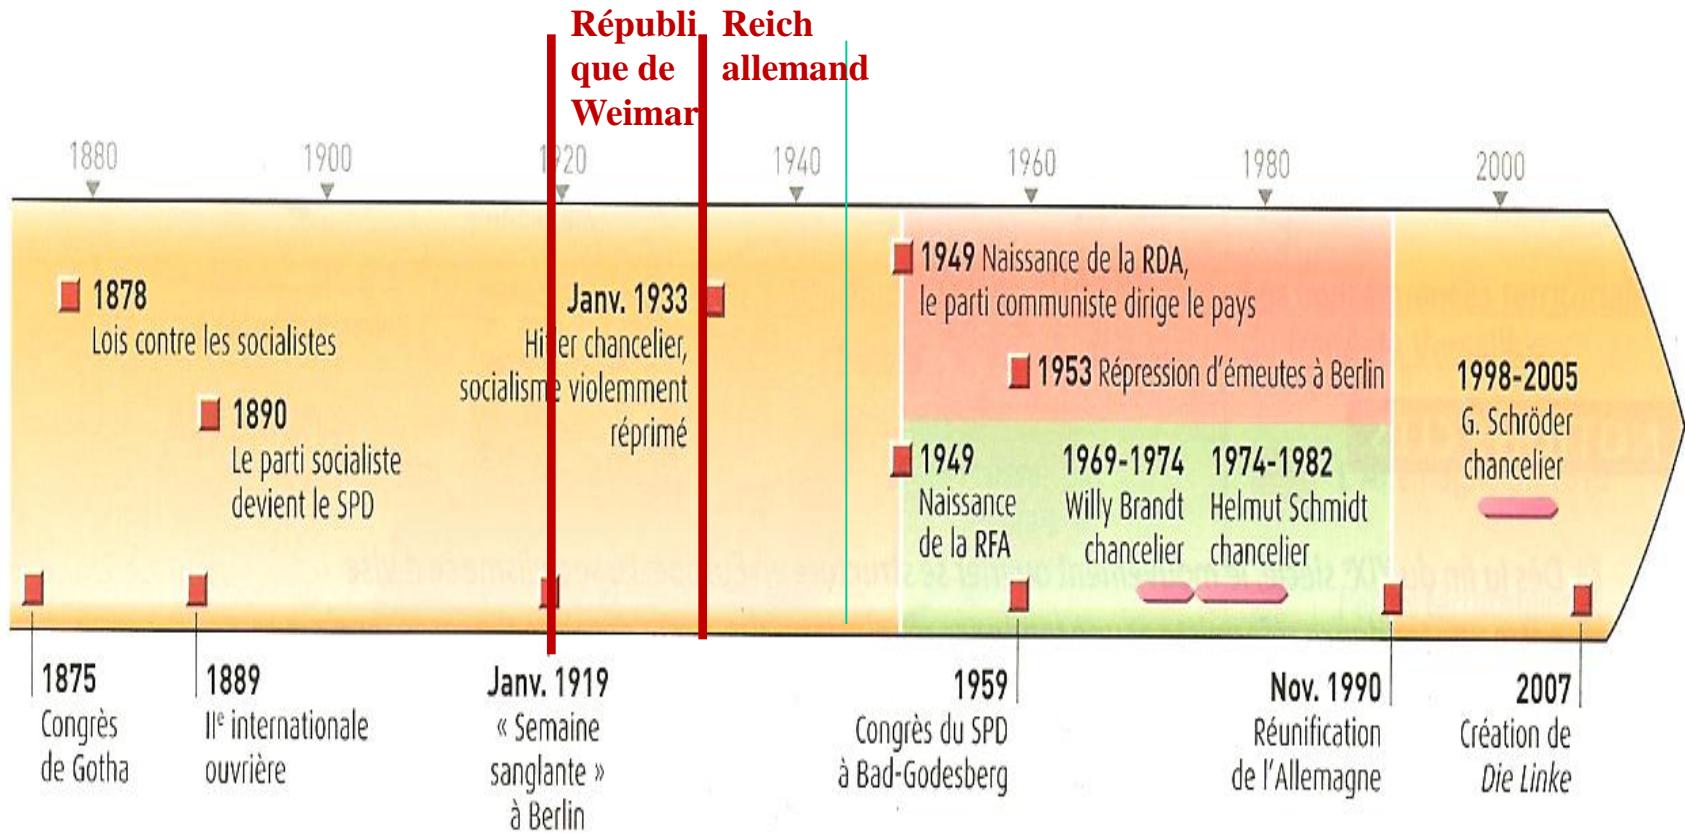 Républi
que de
Weimar
Reich
allemand
1880
1900
1920
1940
1960
1980
2000
1878
Lois contre les socialistes
1890
Le parti socialiste
devient le SPD
Janv. 1933
Hitler chancelier,
socialisme violemment
réprimé
1949 Naissance de la RDA,
le parti communiste dirige le pays
1953 Répression d'émeutes à Berlin
1949
Naissance
de la RFA
1969-1974
Willy Brandt
chancelier
1974-1982
Helmut Schmidt
chancelier
1998-2005
G. Schröder
chancelier
1875
Congrès
de Gotha
1889
IIe internationale
ouvrière
Janv. 1919
« Semaine
sanglante »
à Berlin
1959
Congrès du SPD
à Bad-Godesberg
Nov. 1990
Réunification
de l'Allemagne
2007
Création de
Die Linke